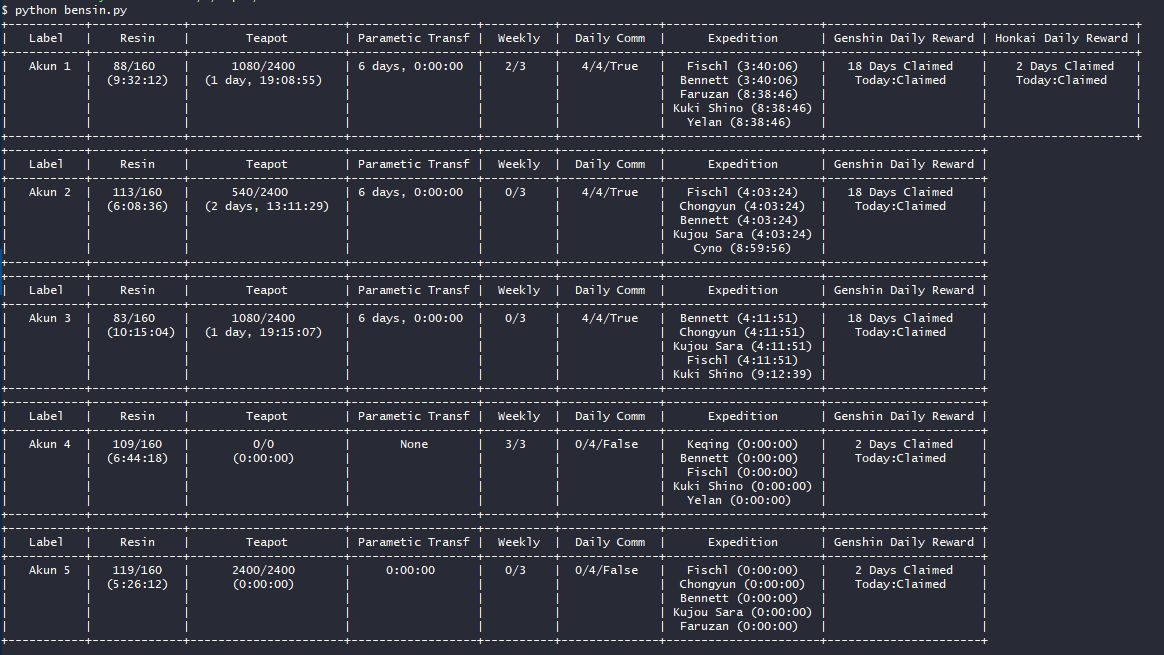 $ python bensin.py
| Label | Resin | Teapot | Parametic Transf | Weekly | Daily Comm | Expedition | Genshin Daily Reward | Honkai Daily Reward |
| Akun 1 | 88/160 | 1080/2400 | 6 days, 0:00:00 | 2/3 | 4/4/True | Fischl (3:40:06) | 18 Days Claimed | 2 Days Claimed |
| | (9:32:12) | (1 day, 19:08:55) | | | | Bennett (3:40:06) | Today:Claimed | Today:Claimed |
| | | | | | | Faruzan (8:38:46) | | |
| | | | | | | Kuki Shino (8:38:46) | | |
| | | | | | | Yelan (8:38:46) | | |
| Label | Resin | Teapot | Parametic Transf | Weekly | Daily Comm | Expedition | Genshin Daily Reward |
| Akun 2 | 113/160 | 540/2400 | 6 days, 0:00:00 | 0/3 | 4/4/True | Fischl (4:03:24) | 18 Days Claimed |
| | (6:08:36) | (2 days, 13:11:29) | | | | Chongyun (4:03:24) | Today:Claimed |
| | | | | | | Bennett (4:03:24) | |
| | | | | | | Kujou Sara (4:03:24) | |
| | | | | | | Cyno (8:59:56) | |
| Label | Resin | Teapot | Parametic Transf | Weekly | Daily Comm | Expedition | Genshin Daily Reward |
| Akun 3 | 83/160 | 1080/2400 | 6 days, 0:00:00 | 0/3 | 4/4/True | Bennett (4:11:51) | 18 Days Claimed |
| | (10:15:04) | (1 day, 19:15:07) | | | | Chongyun (4:11:51) | Today:Claimed |
| | | | | | | Kujou Sara (4:11:51) | |
| | | | | | | Fischl (4:11:51) | |
| | | | | | | Kuki Shino (9:12:39) | |
| Label | Resin | Teapot | Parametic Transf | Weekly | Daily Comm | Expedition | Genshin Daily Reward |
| Akun 4 | 109/160 | 0/0 | None | 3/3 | 0/4/False | Keqing (0:00:00) | 2 Days Claimed |
| | (6:44:18) | (0:00:00) | | | | Bennett (0:00:00) | Today:Claimed |
| | | | | | | Fischl (0:00:00) | |
| | | | | | | Kuki Shino (0:00:00) | |
| | | | | | | Yelan (0:00:00) | |
| Label | Resin | Teapot | Parametic Transf | Weekly | Daily Comm | Expedition | Genshin Daily Reward |
| Akun 5 | 119/160 | 2400/2400 | 0:00:00 | 0/3 | 0/4/False | Fischl (0:00:00) | 2 Days Claimed |
| | (5:26:12) | (0:00:00) | | | | Chongyun (0:00:00) | Today:Claimed |
| | | | | | | Bennett (0:00:00) | |
| | | | | | | Kujou Sara (0:00:00) | |
| | | | | | | Faruzan (0:00:00) | |